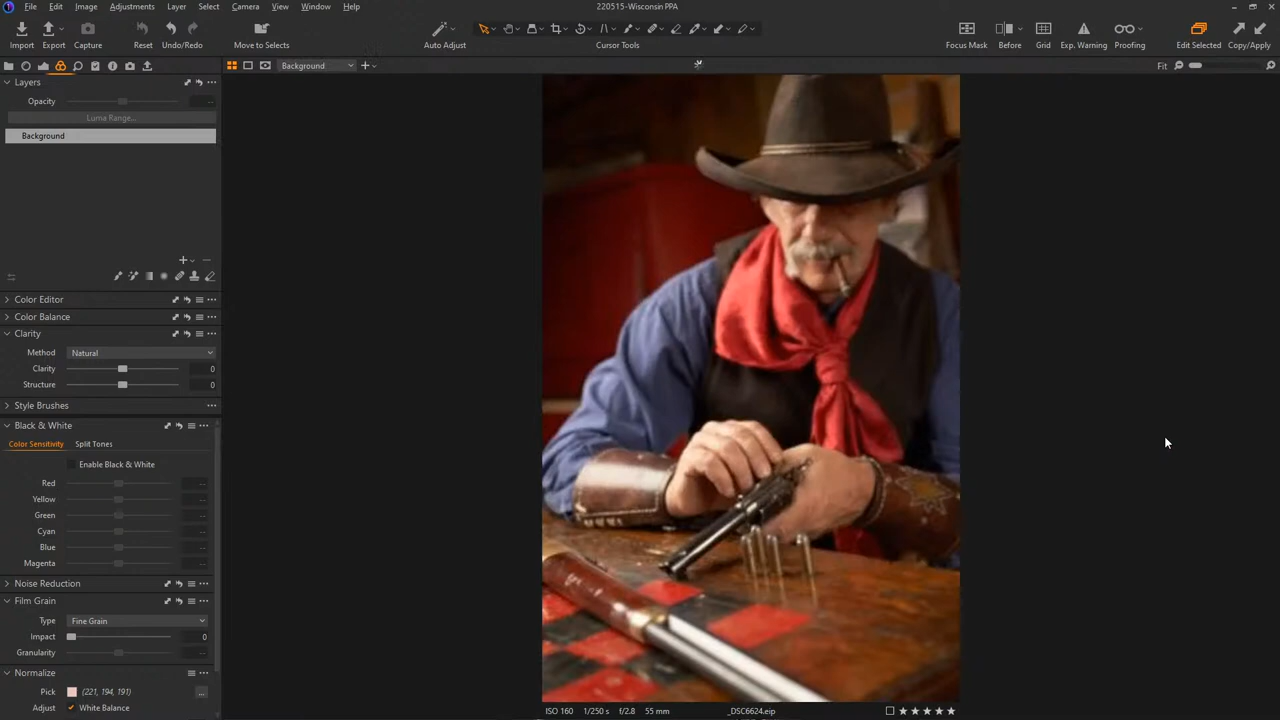 File Edit Image Adjustments Layer Select Camera View Window Help
220515-Wisconsin PPA
Import Export Capture Reset Undo/Redo Move to Selects Auto Adjust Cursor Tools Focus Mask Before Grid Exp. Warning Proofing Edit Selected Copy/Apply
Background
Fit
Layers
Opacity --
Luma Range...
Background
Color Editor
Color Balance
Clarity
Method Natural
Clarity 0
Structure 0
Style Brushes
Black & White
Color Sensitivity Split Tones
Enable Black & White
Red --
Yellow --
Green --
Cyan --
Blue --
Magenta --
Noise Reduction
Film Grain
Type Fine Grain
Impact 0
Granularity --
Normalize
Pick (221, 194, 191) ...
Adjust White Balance
ISO 160 1/250 s f/2.8 55 mm _DSC6624.eip